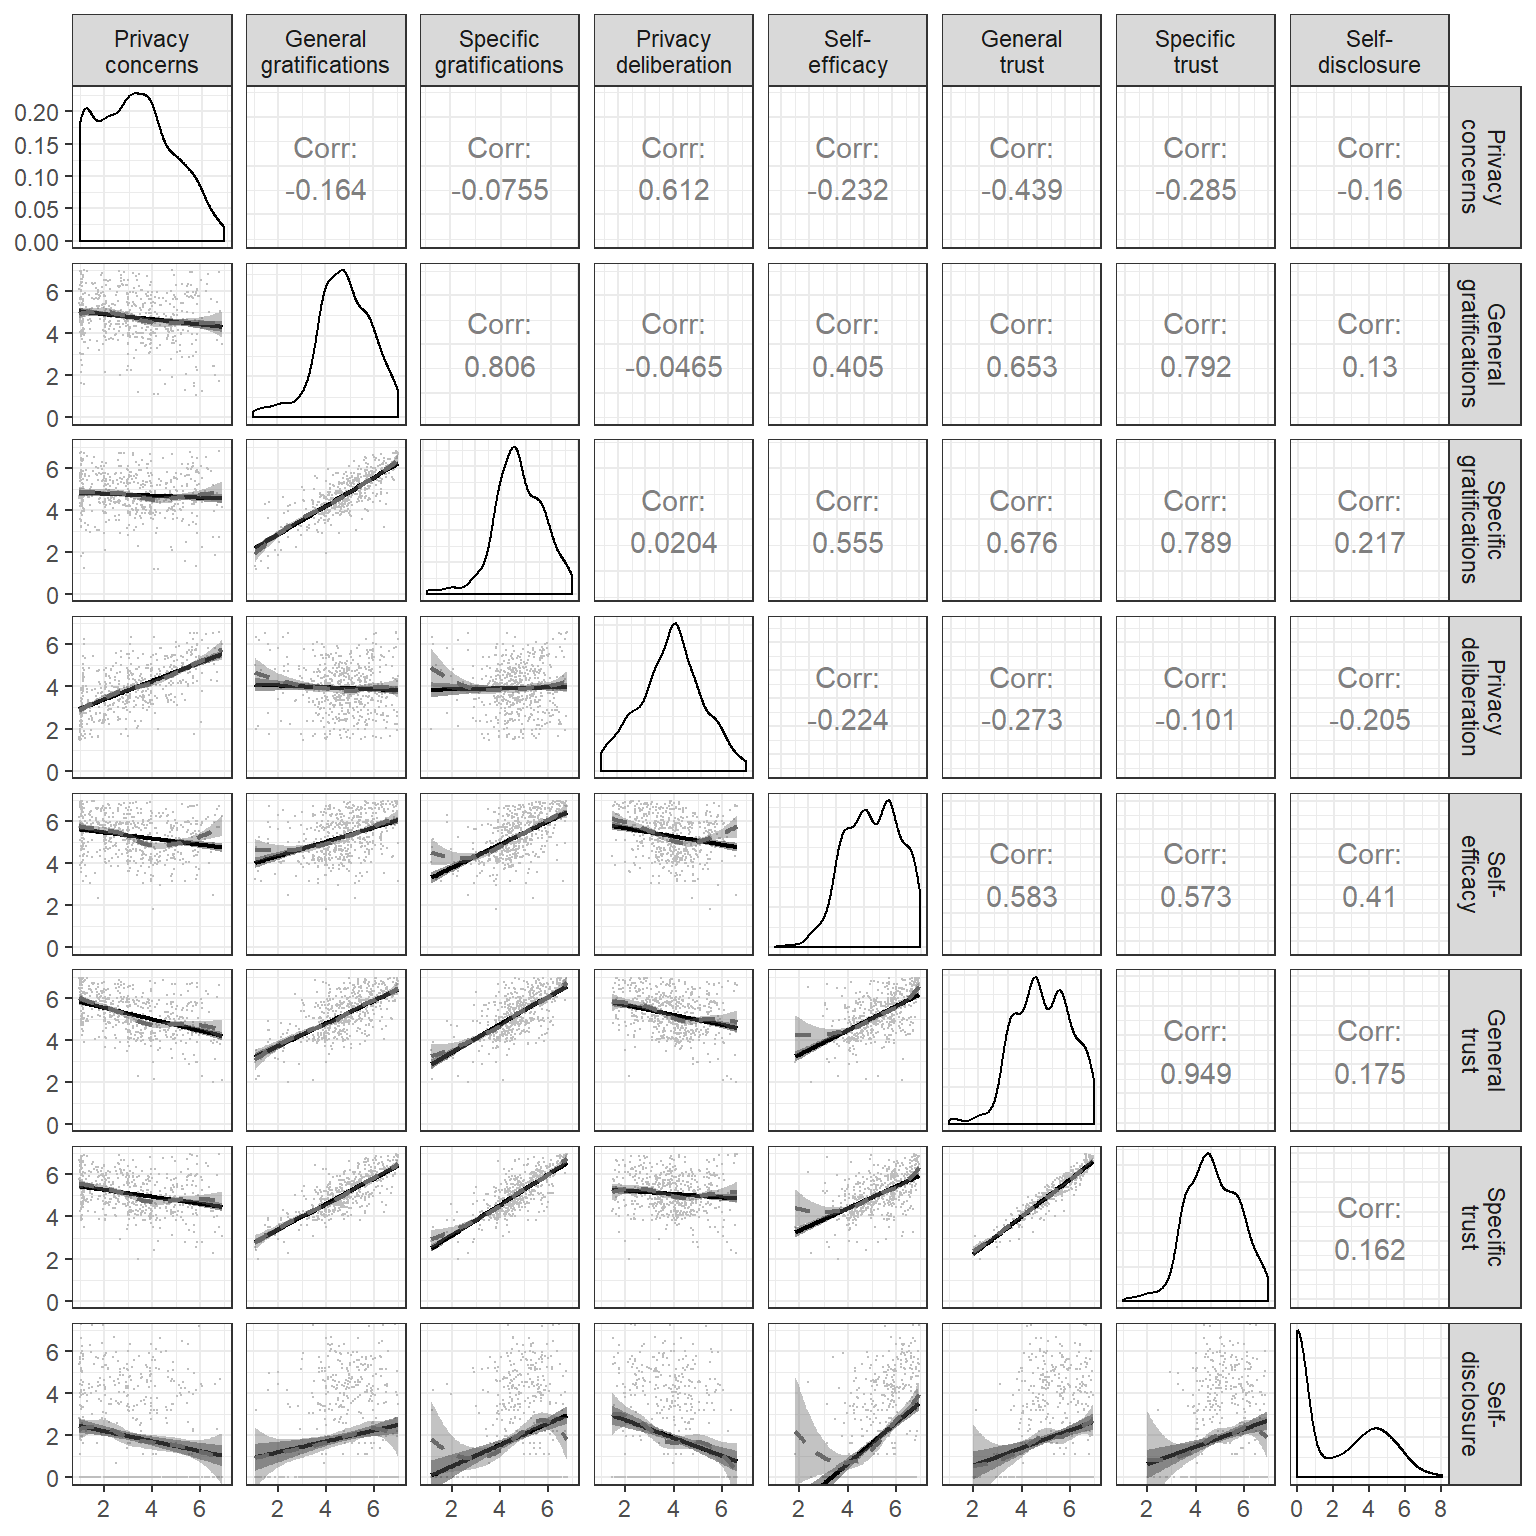 Privacy
concerns
General
gratifications
Specific
gratifications
Privacy
deliberation
Self-
efficacy
General
trust
Specific
trust
Self-
disclosure
0.20
0.15
0.10
0.05
0.00
Corr:
-0.164
Corr:
-0.0755
Corr:
0.612
Corr:
-0.232
Corr:
-0.439
Corr:
-0.285
Corr:
-0.16
Privacy
concerns
6
4
2
0
Corr:
0.806
Corr:
-0.0465
Corr:
0.405
Corr:
0.653
Corr:
0.792
Corr:
0.13
General
gratifications
6
4
2
0
Corr:
0.0204
Corr:
0.555
Corr:
0.676
Corr:
0.789
Corr:
0.217
Specific
gratifications
6
4
2
0
Corr:
-0.224
Corr:
-0.273
Corr:
-0.101
Corr:
-0.205
Privacy
deliberation
6
4
2
0
Corr:
0.583
Corr:
0.573
Corr:
0.41
Self-
efficacy
6
4
2
0
Corr:
0.949
Corr:
0.175
General
trust
6
4
2
0
Corr:
0.162
Specific
trust
6
4
2
0
Self-
disclosure
2 4 6 2 4 6 2 4 6 2 4 6 2 4 6 2 4 6 2 4 6 0 2 4 6 8